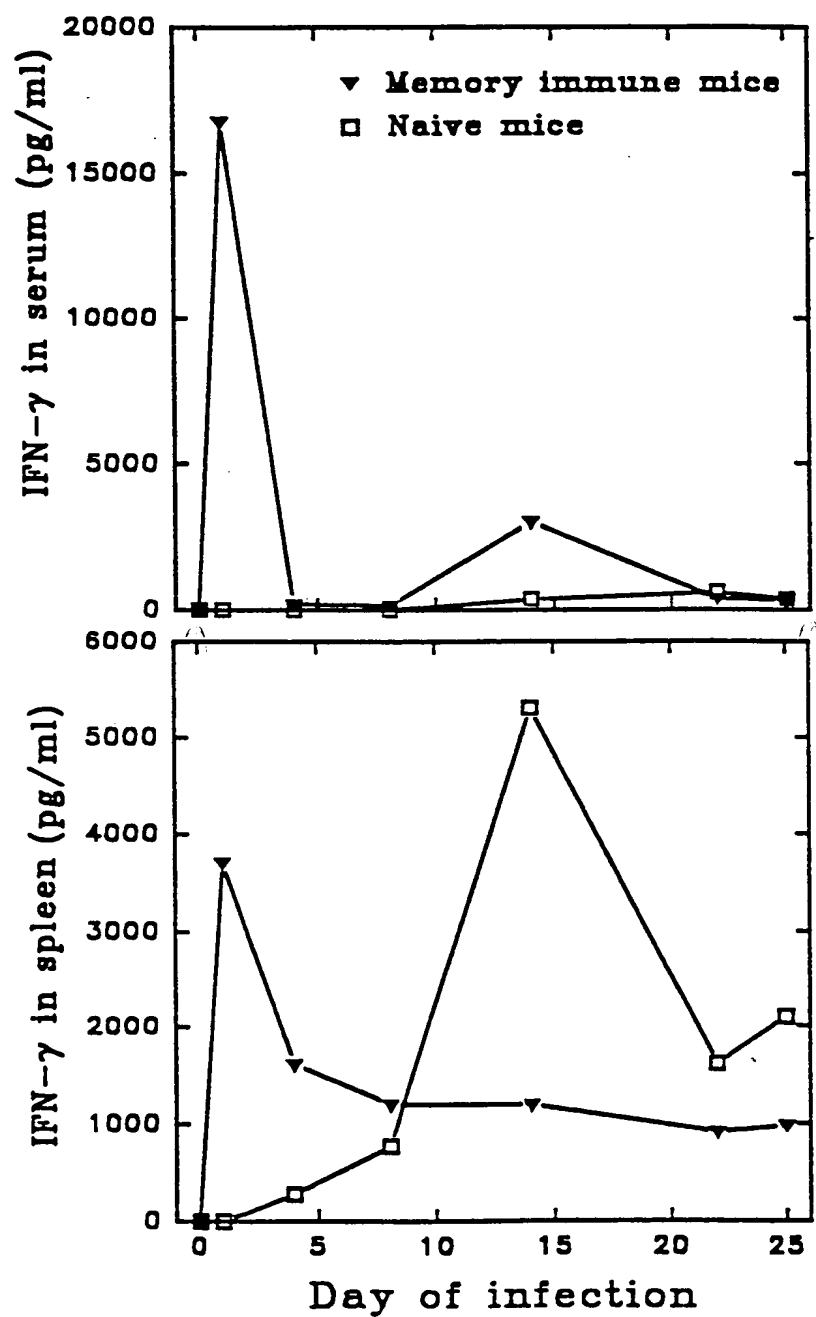 20000
15000
10000
5000
0
IFN-γ in serum (pg/ml)
Memory immune mice
Naive mice
6000
5000
4000
3000
2000
1000
0
IFN-γ in spleen (pg/ml)
0 5 10 15 20 25
Day of infection